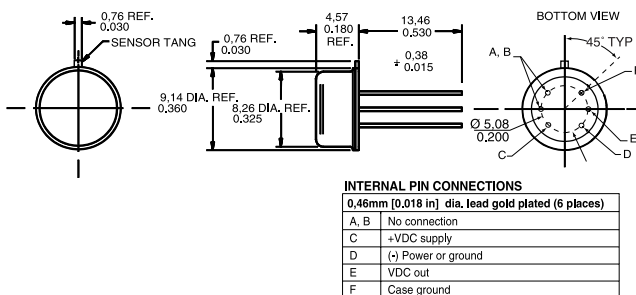 0,76 REF.
0.030
SENSOR TANG
0,76 REF.
0.030
4,57
0.180
REF.
13,46
0.530
± 0,38
0.015
9,14 DIA. REF.
0.360
8,26 DIA. REF.
0.325
BOTTOM VIEW
45° TYP
A, B
F
Ø 5.08
0.200
E
C
D
INTERNAL PIN CONNECTIONS
0,46mm [0.018 in] dia. lead gold plated (6 places)
A, B No connection
C +VDC supply
D (-) Power or ground
E VDC out
F Case ground